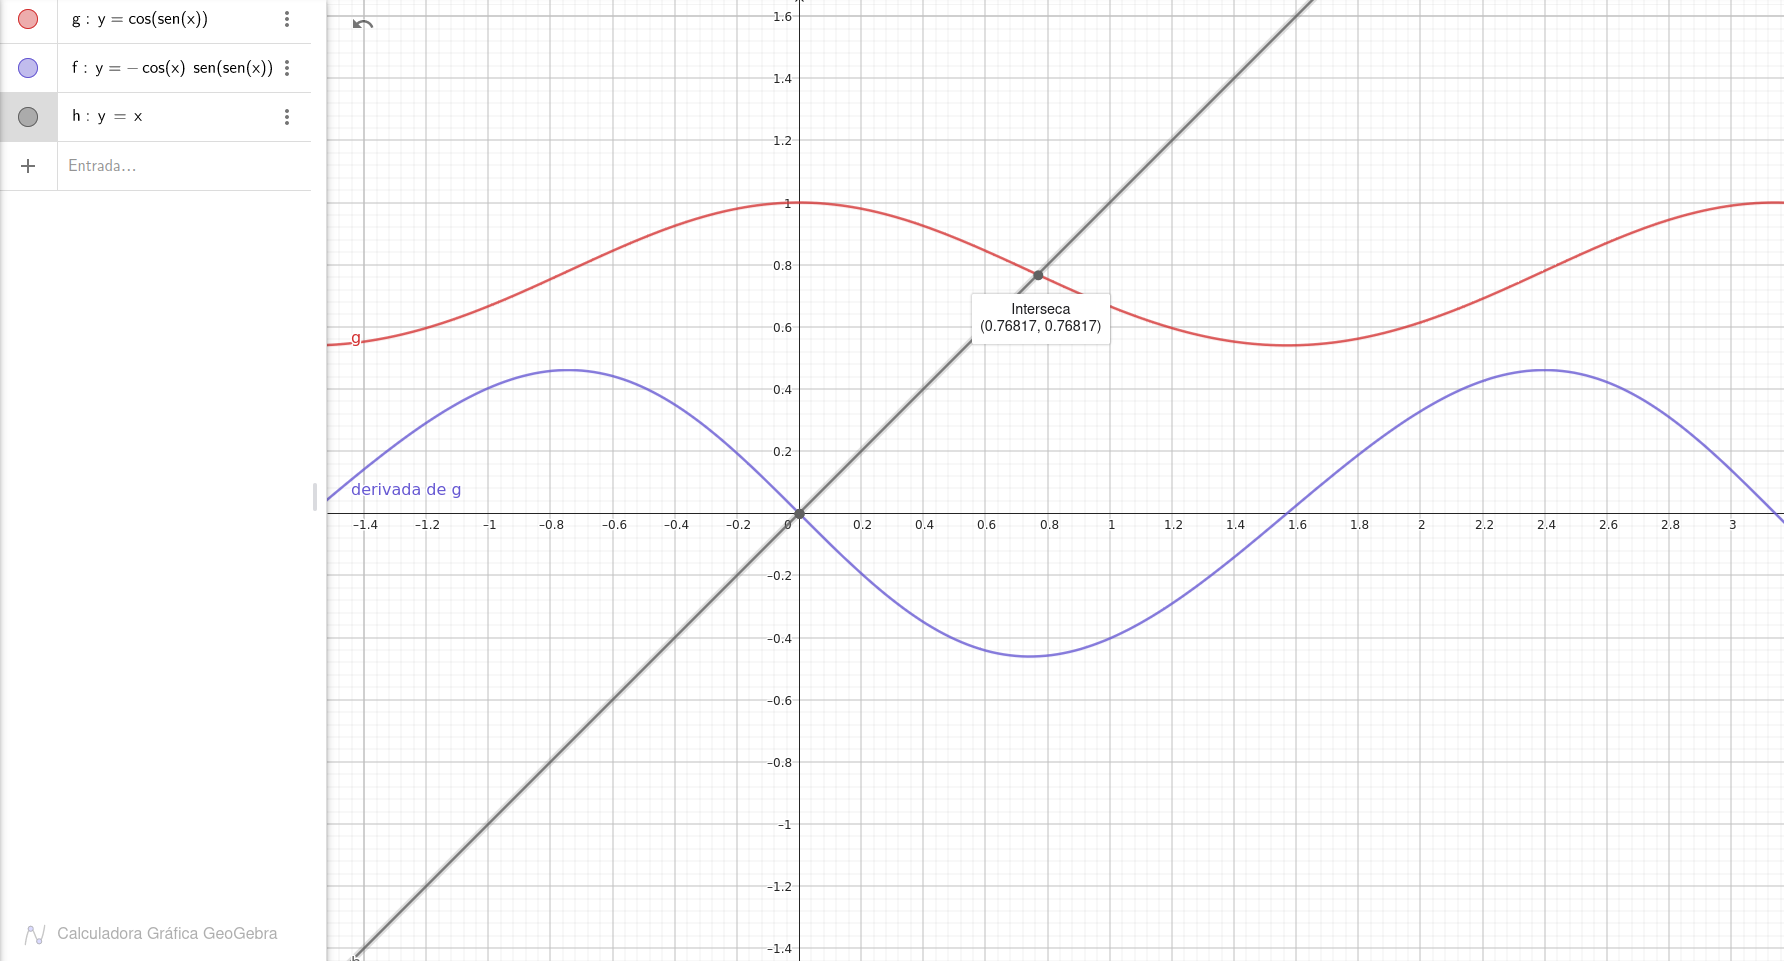 g : y = cos(sen(x))
f : y = – cos(x) sen(sen(x))
h : y = x
Entrada…
Calculadora Gráfica GeoGebra
1.6
1.4
1.2
1
0.8
0.6
0.4
0.2
0
–0.2
–0.4
–0.6
–0.8
–1
–1.2
–1.4
–1.4 –1.2 –1 –0.8 –0.6 –0.4 –0.2 0.2 0.4 0.6 0.8 1 1.2 1.4 1.6 1.8 2 2.2 2.4 2.6 2.8 3
g
derivada de g
Interseca
(0.76817, 0.76817)